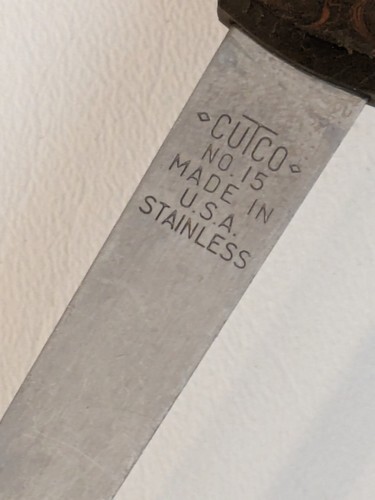 CUTCO
NO. 15
MADE IN
U.S.A.
STAINLESS